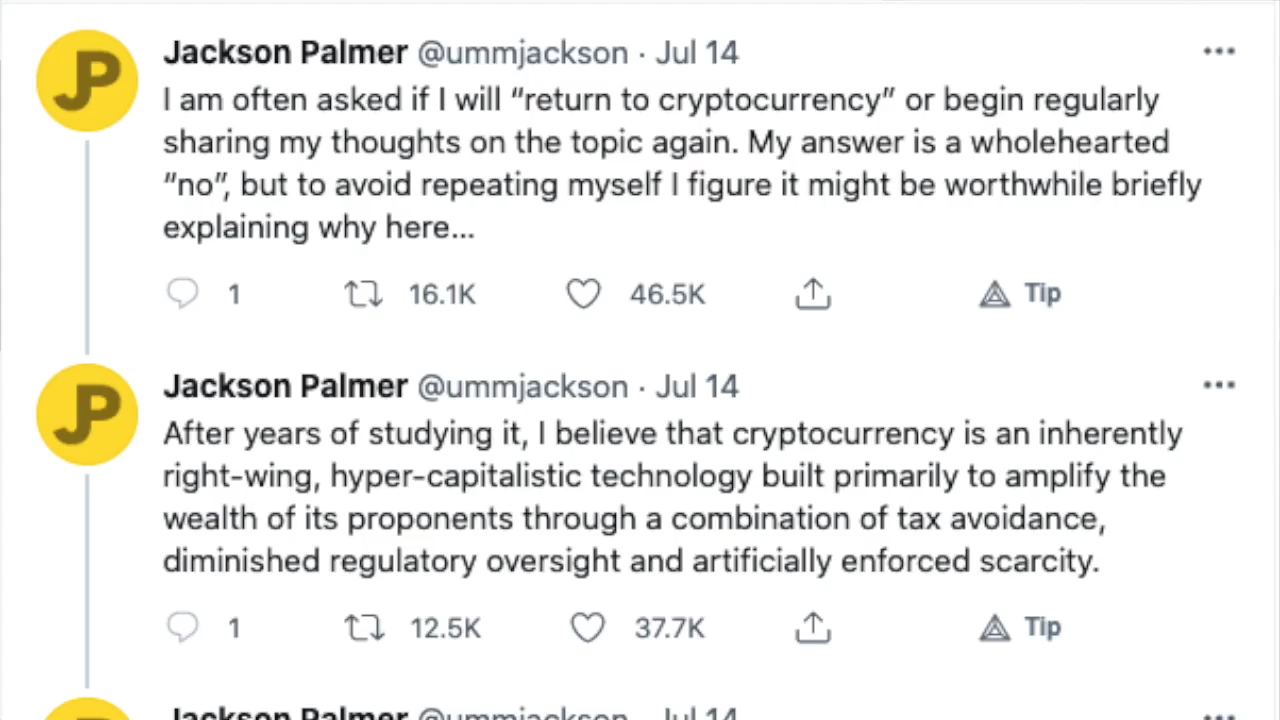 Jackson Palmer @ummjackson · Jul 14
I am often asked if I will “return to cryptocurrency” or begin regularly
sharing my thoughts on the topic again. My answer is a wholehearted
“no”, but to avoid repeating myself I figure it might be worthwhile briefly
explaining why here...
1 16.1K 46.5K Tip
Jackson Palmer @ummjackson · Jul 14
After years of studying it, I believe that cryptocurrency is an inherently
right-wing, hyper-capitalistic technology built primarily to amplify the
wealth of its proponents through a combination of tax avoidance,
diminished regulatory oversight and artificially enforced scarcity.
1 12.5K 37.7K Tip
Jackson Palmer @ummjackson · Jul 14
JP
JP